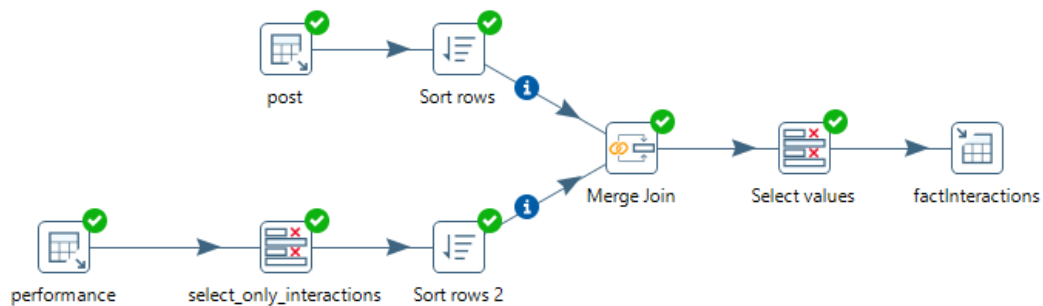 post
Sort rows
Merge Join
Select values
factInteractions
performance
select_only_interactions
Sort rows 2